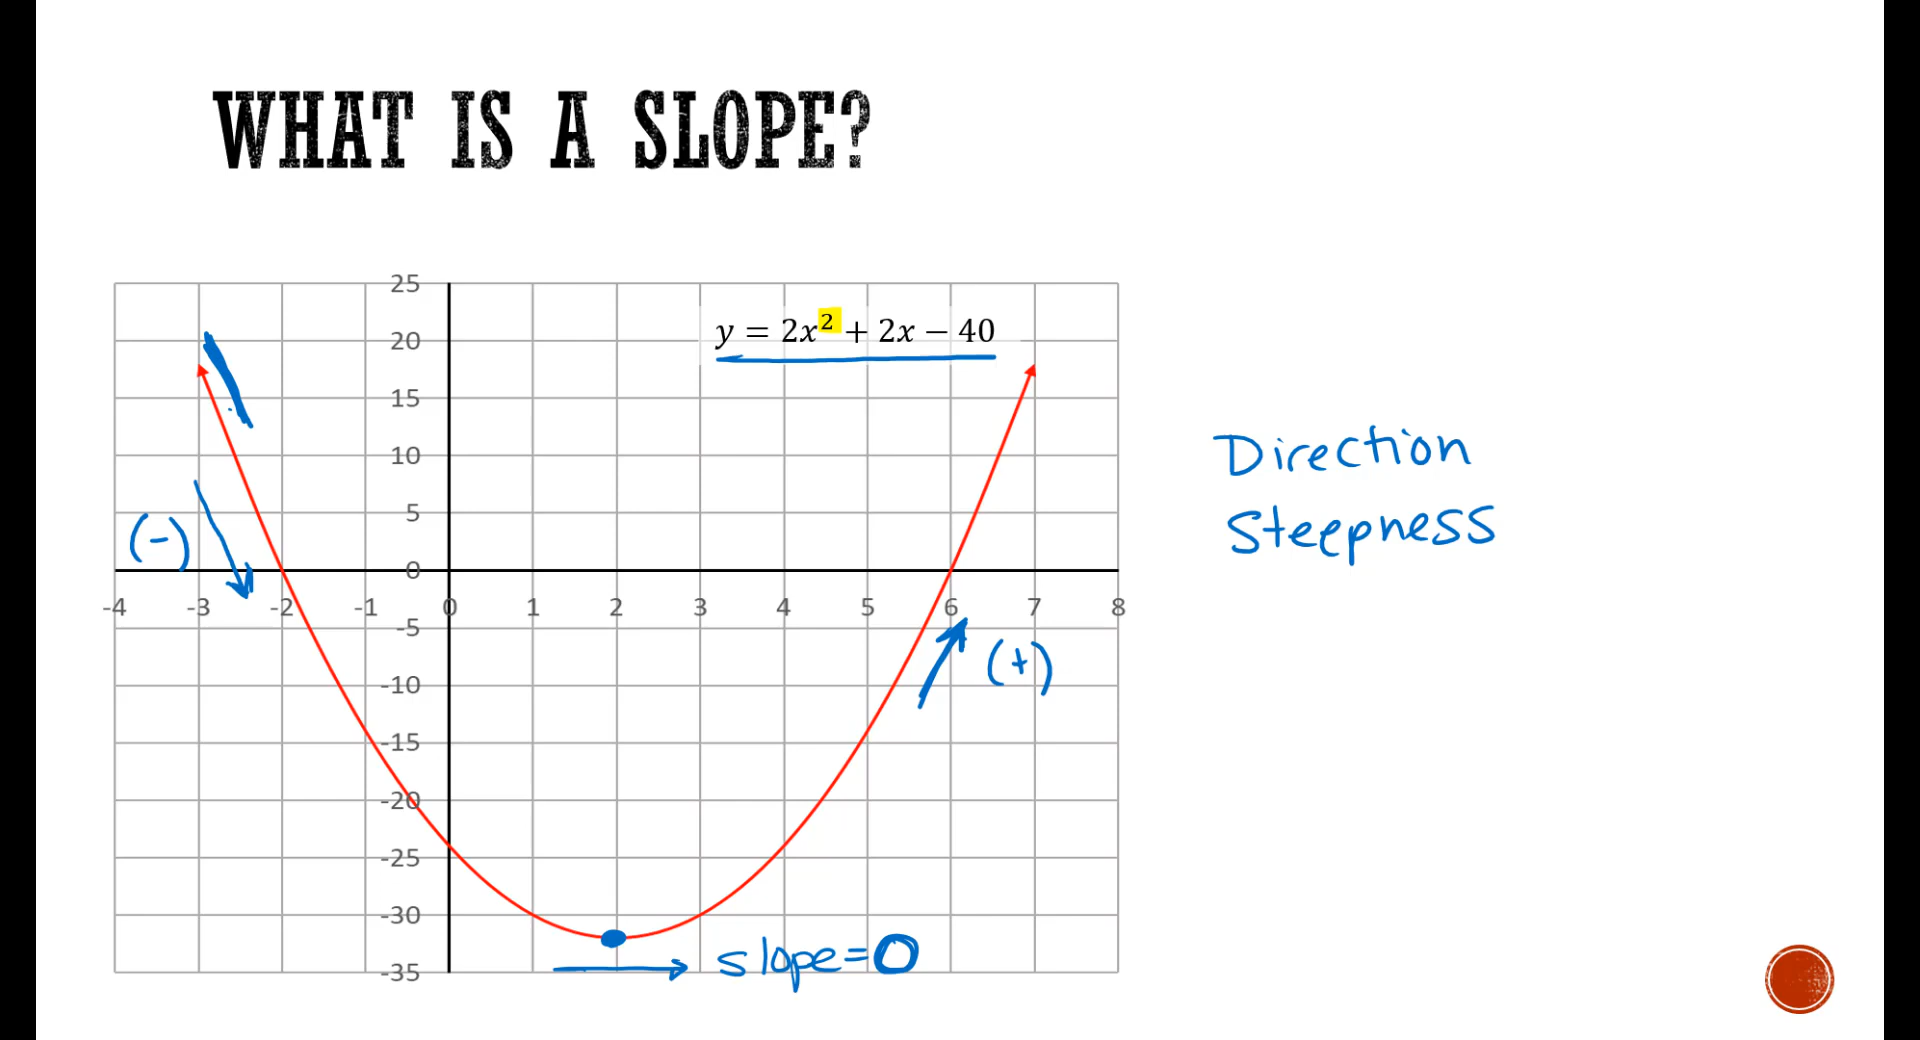 WHAT IS A SLOPE?
25
y = 2x² + 2x − 40
20
15
Direction
10
5
Steepness
(-)
0
-4 -3 -2 -1 0 1 2 3 4 5 6 7 8
-5
(+)
-10
-15
-20
-25
-30
slope=0
-35